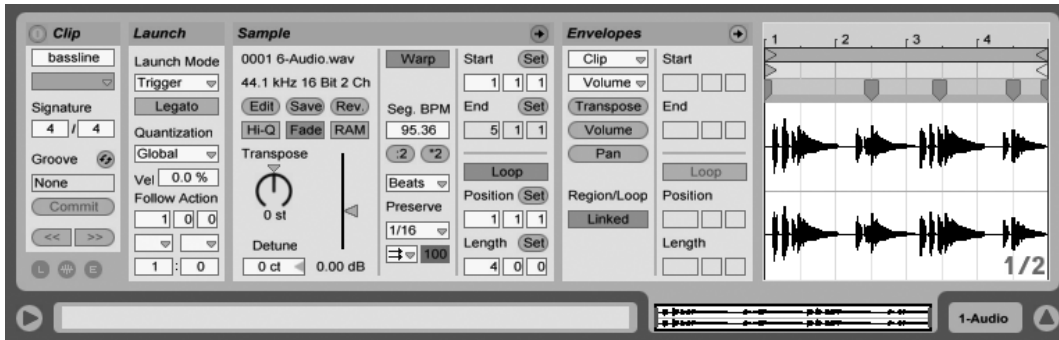 Clip
bassline
Signature
4 / 4
Groove
None
Commit
<< >>
L E
Launch
Launch Mode
Trigger
Legato
Quantization
Global
Vel 0.0 %
Follow Action
1 0 0
1 : 0
Sample
0001 6-Audio.wav
44.1 kHz 16 Bit 2 Ch
Edit Save Rev.
Hi-Q Fade RAM
Transpose
0 st
Detune
0 ct 0.00 dB
Warp
Seg. BPM
95.36
:2 *2
Beats
Preserve
1/16
100
Start Set
1 1 1
End Set
5 1 1
Loop
Position Set
1 1 1
Length Set
4 0 0
Envelopes
Clip
Volume
Transpose
Volume
Pan
Region/Loop
Linked
Start
End
Loop
Position
Length
1 2 3 4
1/2
1-Audio